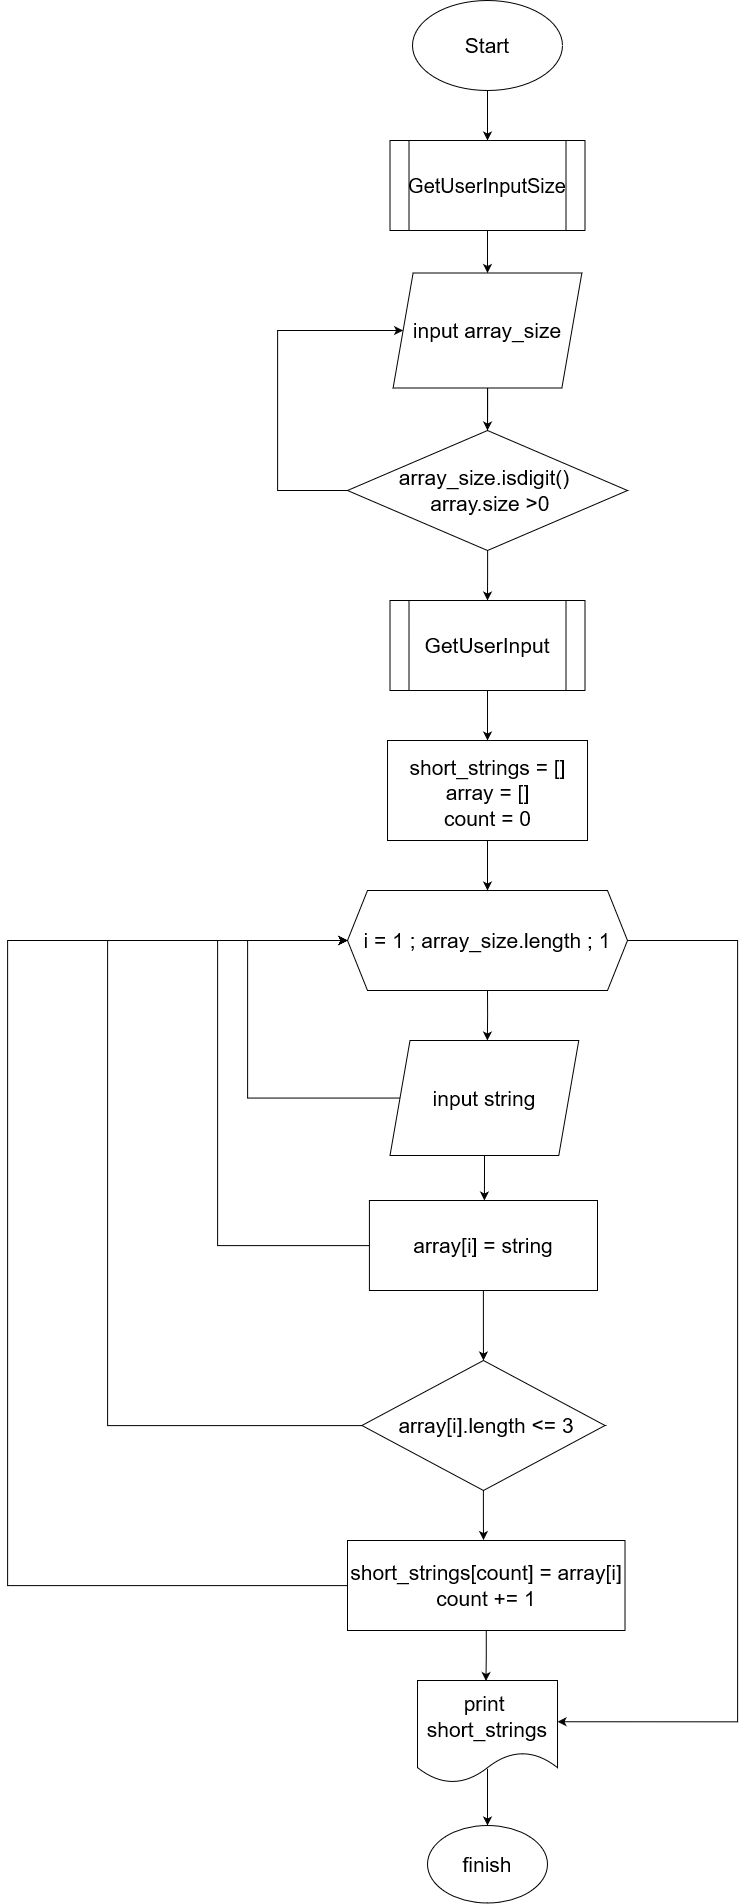 Start
GetUserInputSize
input array_size
array_size.isdigit()
array.size >0
GetUserInput
short_strings = []
array = []
count = 0
i = 1 ; array_size.length ; 1
input string
array[i] = string
array[i].length <= 3
short_strings[count] = array[i]
count += 1
print
short_strings
finish